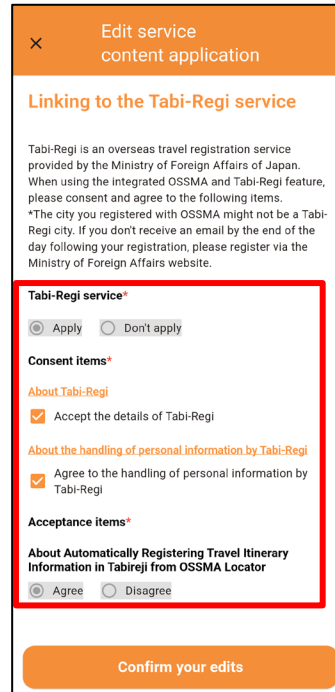 Edit service
content application
Linking to the Tabi-Regi service
Tabi-Regi is an overseas travel registration service
provided by the Ministry of Foreign Affairs of Japan.
When using the integrated OSSMA and Tabi-Regi feature,
please consent and agree to the following items.
*The city you registered with OSSMA might not be a Tabi-
Regi city. If you don't receive an email by the end of the
day following your registration, please register via the
Ministry of Foreign Affairs website.
Tabi-Regi service*
Apply Don't apply
Consent items*
About Tabi-Regi
Accept the details of Tabi-Regi
About the handling of personal information by Tabi-Regi
Agree to the handling of personal information by
Tabi-Regi
Acceptance items*
About Automatically Registering Travel Itinerary
Information in Tabireji from OSSMA Locator
Agree Disagree
Confirm your edits